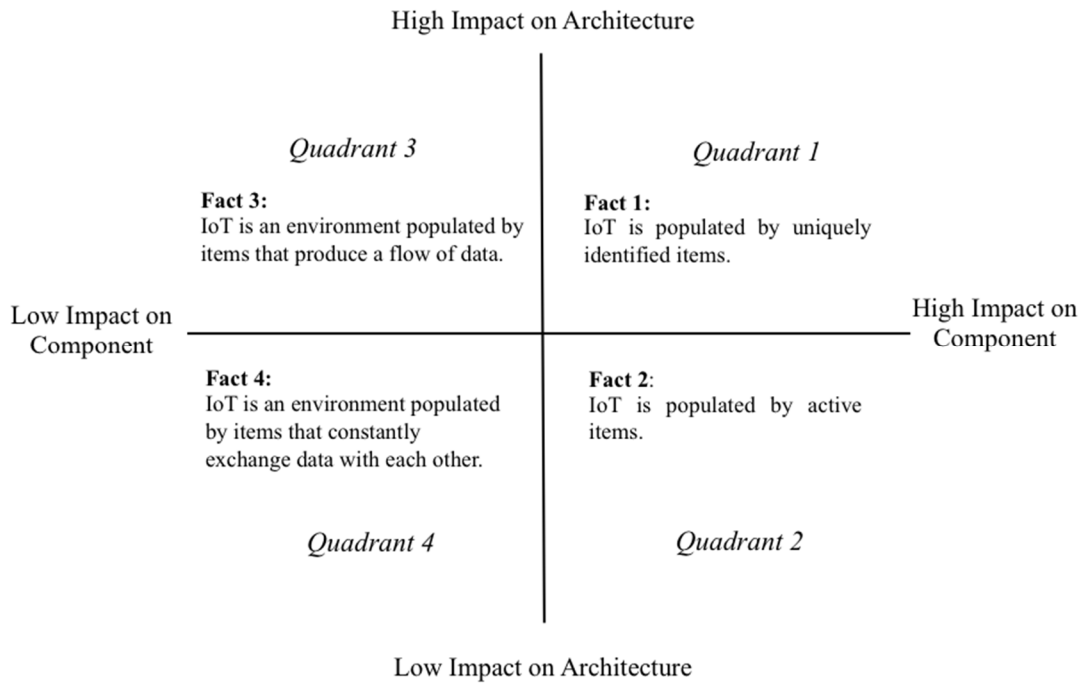 High Impact on Architecture
Quadrant 3
Quadrant 1
Fact 3:
IoT is an environment populated by
items that produce a flow of data.
Fact 1:
IoT is populated by uniquely
identified items.
Low Impact on
Component
High Impact on
Component
Fact 4:
IoT is an environment populated
by items that constantly
exchange data with each other.
Fact 2:
IoT is populated by active
items.
Quadrant 4
Quadrant 2
Low Impact on Architecture